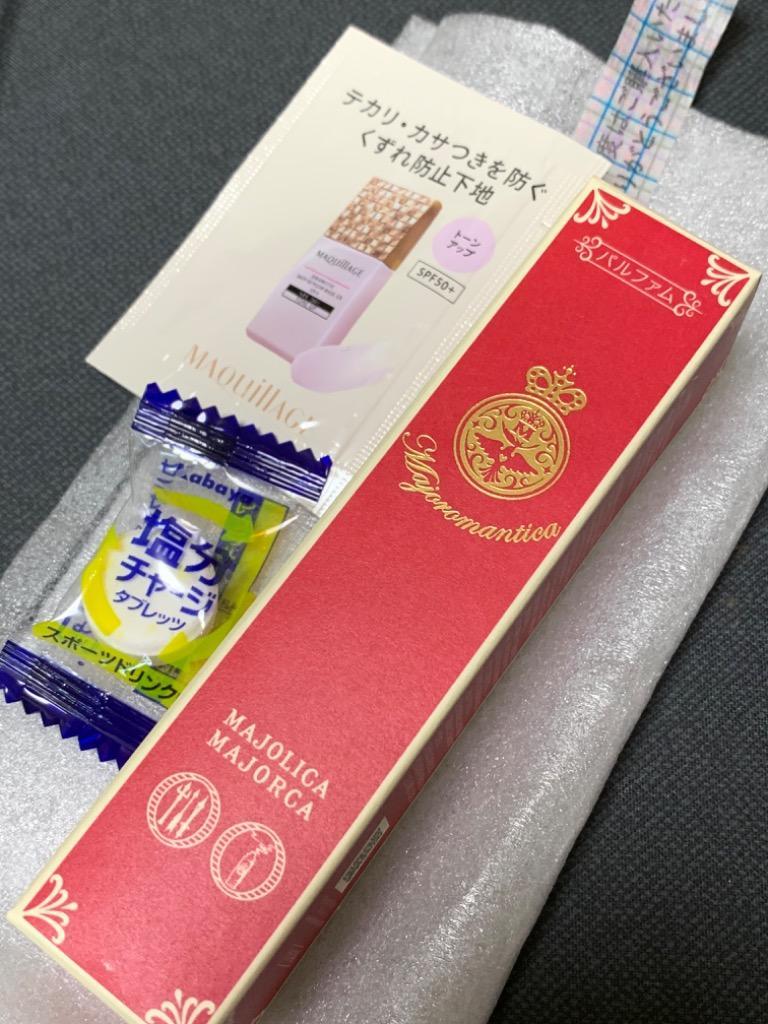 テカリ・カサつきを防ぐ
くずれ防止下地
トーン
アップ
SPF50+
MAQuillAGE
MAQuillAGE
パルファム
M
Majoromantica
MAJOLICA
MAJORCA
Kabaya
塩分
チャージ
タブレッツ
スポーツドリンク